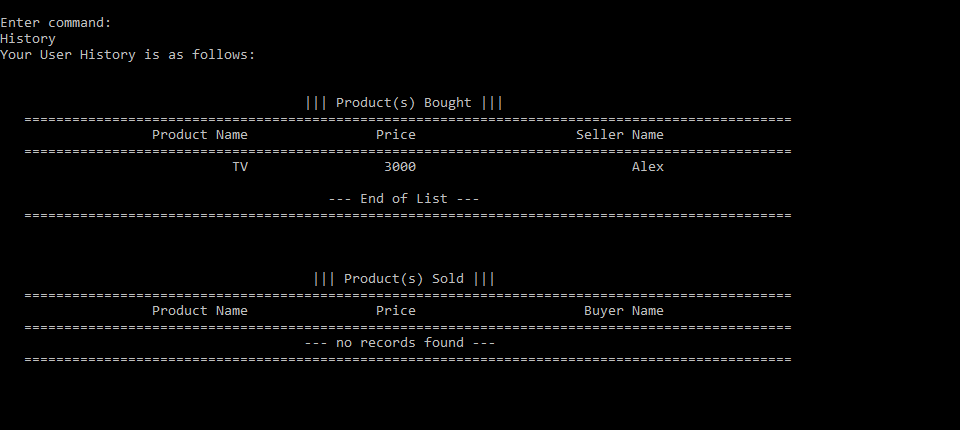 Enter command:
History
Your User History is as follows:
||| Product(s) Bought |||
================================================================================================
Product Name Price Seller Name
================================================================================================
TV 3000 Alex
--- End of List ---
================================================================================================
||| Product(s) Sold |||
================================================================================================
Product Name Price Buyer Name
================================================================================================
--- no records found ---
================================================================================================